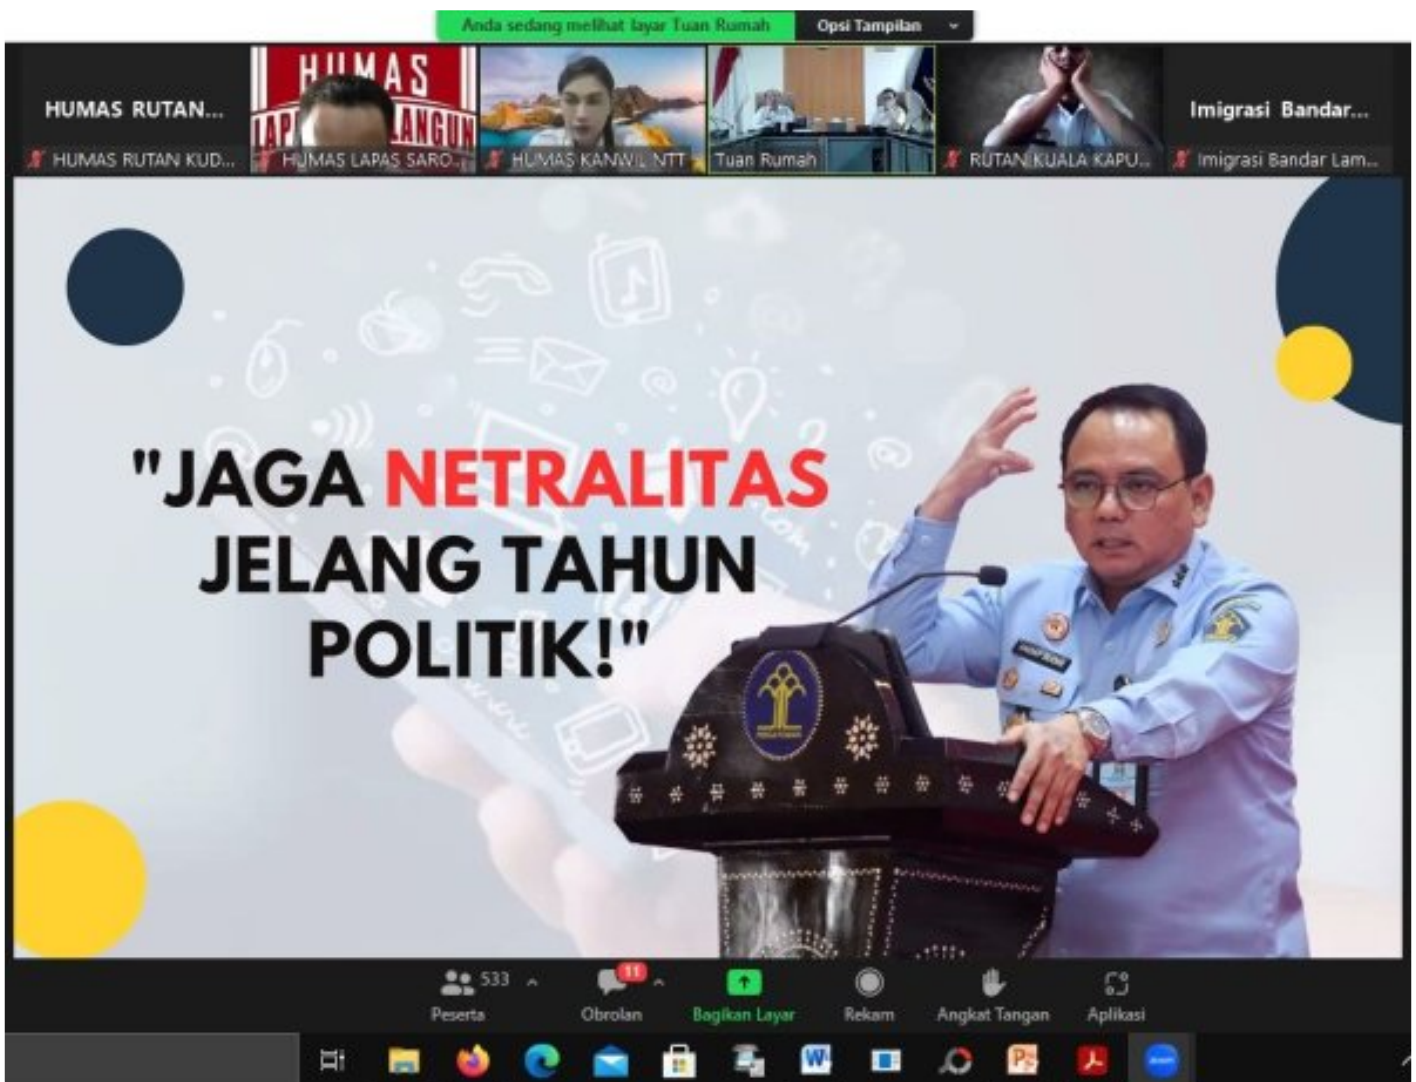 Anda sedang melihat layar Tuan Rumah Opsi Tampilan
HUMAS RUTAN...
HUMAS
Imigrasi Bandar...
HUMAS RUTAN KUD...
HUMAS LAPAS SARO...
HUMAS KANWIL NTT
Tuan Rumah
RUTAN KUALA KAPU...
Imigrasi Bandar Lam...
"JAGA NETRALITAS
JELANG TAHUN
POLITIK!"
533
11
Peserta
Obrolan
Bagikan Layar
Rekam
Angkat Tangan
Aplikasi